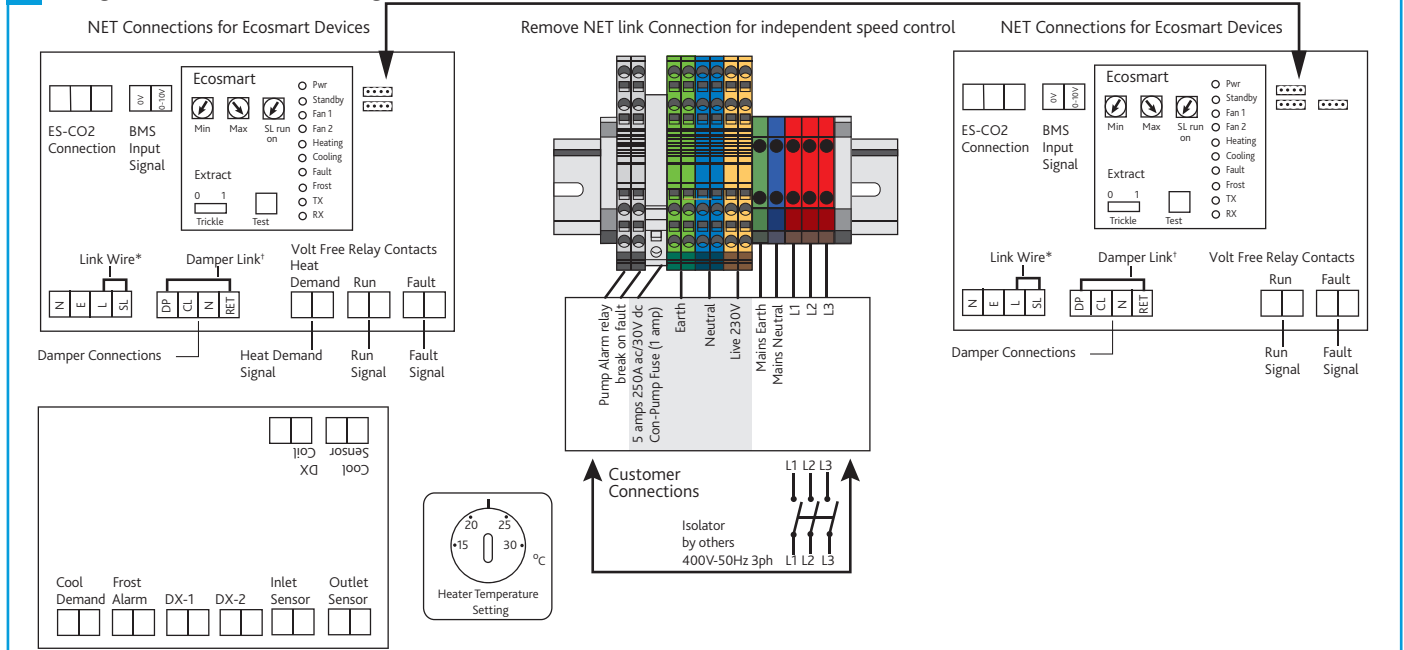 NET Connections for Ecosmart Devices
Remove NET link Connection for independent speed control
NET Connections for Ecosmart Devices
Ecosmart
Pwr
Standby
Fan 1
Fan 2
Heating
Cooling
Fault
Frost
TX
RX
Min
Max
SL run
on
Extract
0 1
Trickle
Test
0V
0-10V
ES-CO2
Connection
BMS
Input
Signal
Link Wire*
Damper Link†
Volt Free Relay Contacts
Heat
Demand
Run
Fault
N
E
L
SL
DP
CL
N
RET
Damper Connections
Heat Demand
Signal
Run
Signal
Fault
Signal
Pump Alarm relay
break on fault
5 amps 250A ac/30V dc
Con-Pump Fuse (1 amp)
Earth
Neutral
Live 230V
Mains Earth
Mains Neutral
L1
L2
L3
Customer
Connections
L1 L2 L3
Isolator
by others
400V-50Hz 3ph
L1 L2 L3
Ecosmart
Pwr
Standby
Fan 1
Fan 2
Heating
Cooling
Fault
Frost
TX
RX
Min
Max
SL run
on
Extract
0 1
Trickle
Test
0V
0-10V
ES-CO2
Connection
BMS
Input
Signal
Link Wire*
Damper Link†
Volt Free Relay Contacts
Run
Fault
N
E
L
SL
DP
CL
N
RET
Damper Connections
Run
Signal
Fault
Signal
DX
Coil
Cool
Sensor
Cool
Demand
Frost
Alarm
DX-1
DX-2
Inlet
Sensor
Outlet
Sensor
20
25
15
30
°C
Heater Temperature
Setting